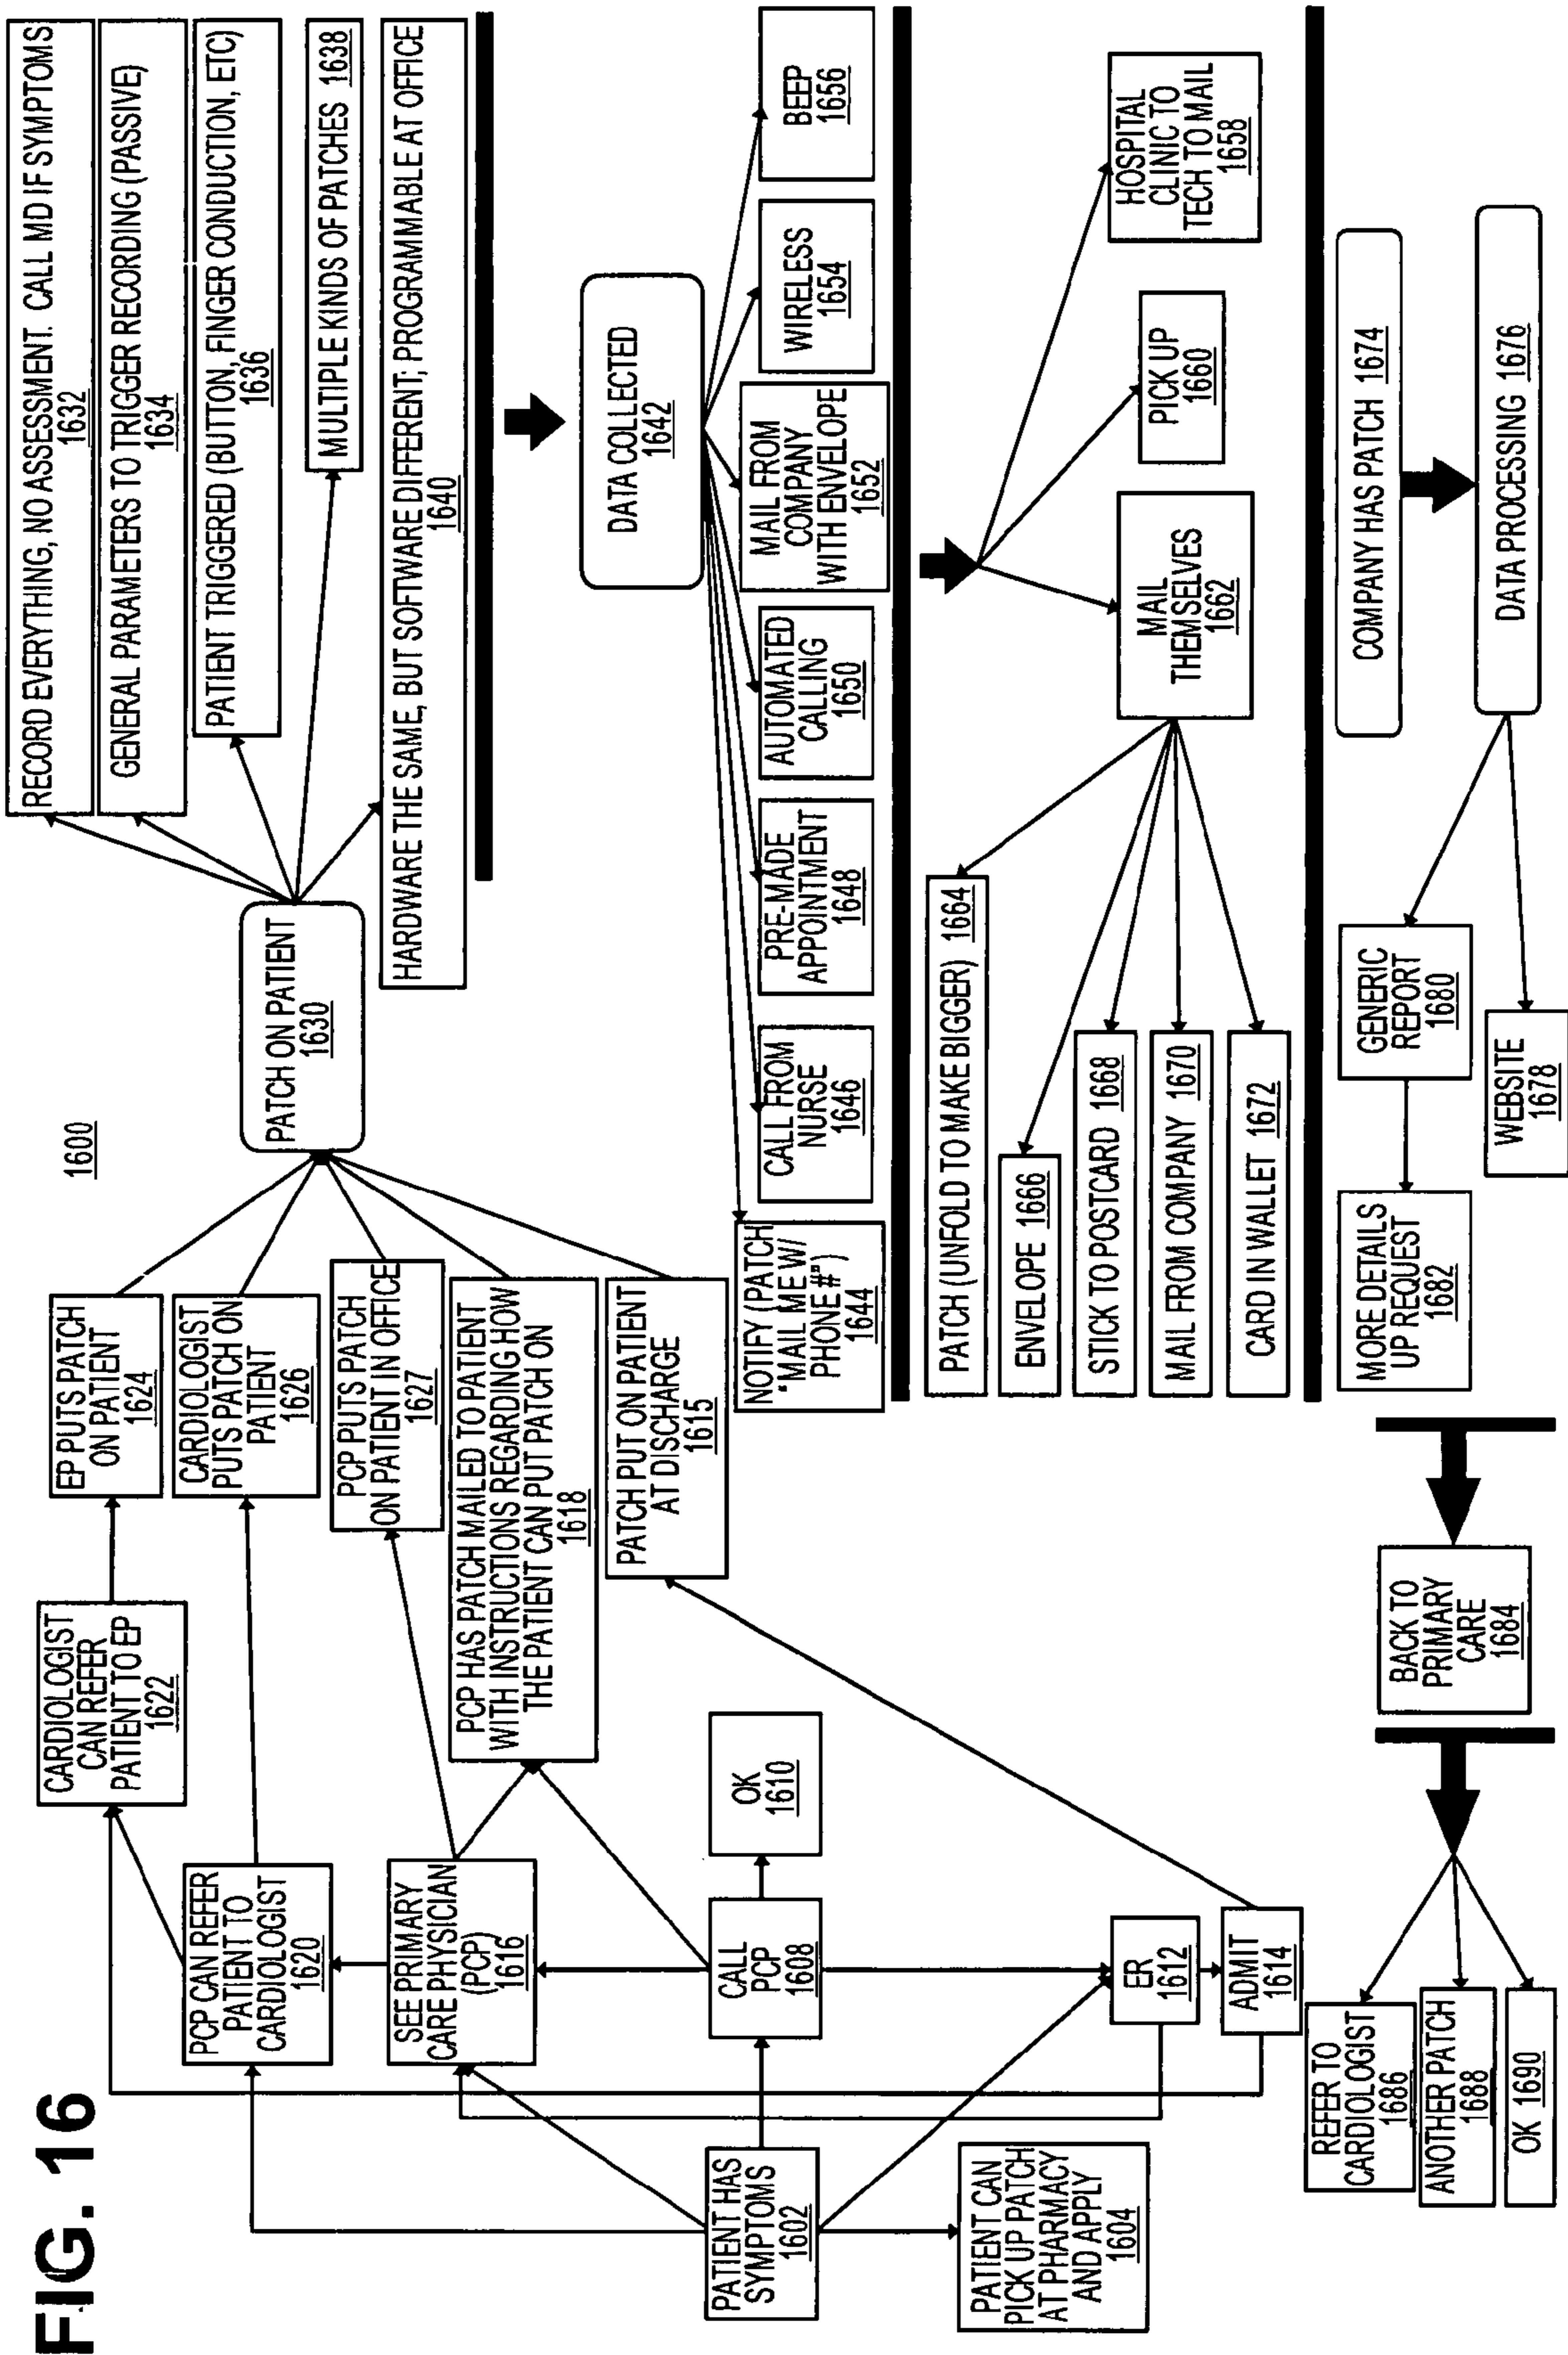 FIG. 16
1600
PATIENT HAS
SYMPTOMS
1602
PATIENT CAN
PICK UP PATCH
AT PHARMACY
AND APPLY
1604
CALL
PCP
1608
OK
1610
ER
1612
ADMIT
1614
SEE PRIMARY
CARE PHYSICIAN
(PCP)
1616
PCP CAN REFER
PATIENT TO
CARDIOLOGIST
1620
CARDIOLOGIST
CAN REFER
PATIENT TO EP
1622
EP PUTS PATCH
ON PATIENT
1624
CARDIOLOGIST
PUTS PATCH ON
PATIENT
1626
PCP PUTS PATCH
ON PATIENT IN OFFICE
1627
PCP HAS PATCH MAILED TO PATIENT
WITH INSTRUCTIONS REGARDING HOW
THE PATIENT CAN PUT PATCH ON
1618
PATCH PUT ON PATIENT
AT DISCHARGE
1615
PATCH ON PATIENT
1630
RECORD EVERYTHING, NO ASSESSMENT. CALL MD IF SYMPTOMS
1632
GENERAL PARAMETERS TO TRIGGER RECORDING (PASSIVE)
1634
PATIENT TRIGGERED (BUTTON, FINGER CONDUCTION, ETC)
1636
MULTIPLE KINDS OF PATCHES 1638
HARDWARE THE SAME, BUT SOFTWARE DIFFERENT; PROGRAMMABLE AT OFFICE
1640
DATA COLLECTED
1642
NOTIFY (PATCH
"MAIL ME W/
PHONE #")
1644
CALL FROM
NURSE
1646
PRE-MADE
APPOINTMENT
1648
AUTOMATED
CALLING
1650
MAIL FROM
COMPANY
WITH ENVELOPE
1652
WIRELESS
1654
BEEP
1656
HOSPITAL
CLINIC TO
TECH TO MAIL
1658
PICK UP
1660
MAIL
THEMSELVES
1662
PATCH (UNFOLD TO MAKE BIGGER) 1664
ENVELOPE 1666
STICK TO POSTCARD 1668
MAIL FROM COMPANY 1670
CARD IN WALLET 1672
COMPANY HAS PATCH 1674
DATA PROCESSING 1676
GENERIC
REPORT
1680
WEBSITE
1678
MORE DETAILS
UP REQUEST
1682
BACK TO
PRIMARY
CARE
1684
REFER TO
CARDIOLOGIST
1686
ANOTHER PATCH
1688
OK 1690